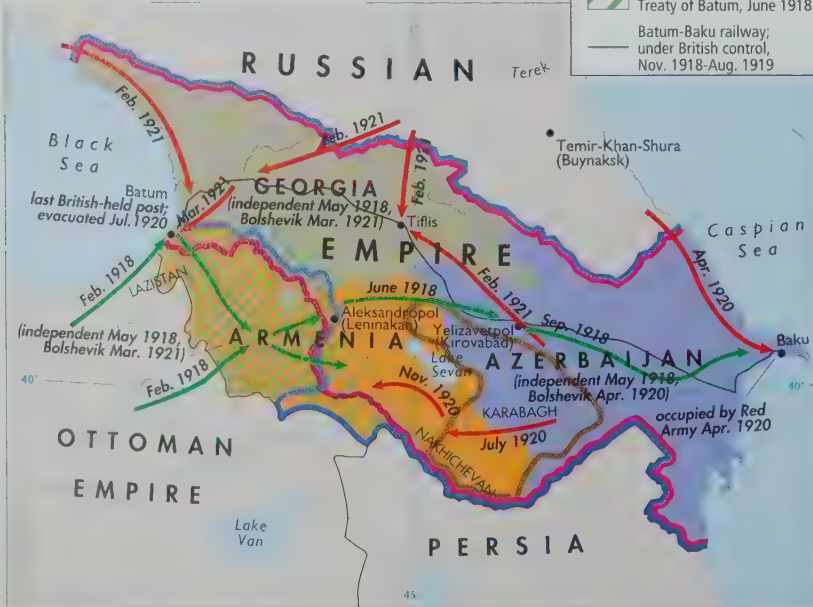 Treaty of Batum, June 1918
Batum-Baku railway;
under British control,
Nov. 1918-Aug. 1919
RUSSIAN
Terek
Feb. 1921
Feb. 1921
Feb. 192
Black
Sea
Temir-Khan-Shura
(Buynaksk)
Batum
last British-held post;
evacuated Jul. 1920
Mar. 1921
GEORGIA
(independent May 1918,
Bolshevik Mar. 1921)
Tiflis
Caspian
Sea
EMPIRE
Feb. 1918
LAZISTAN
Feb. 1921
Apr. 1920
June 1918
Aleksandropol
(Leninakan)
Yelizavetpol
(Kirovabad)
Sep. 1918
Baku
(independent May 1918,
Bolshevik Mar. 1921)
ARMENIA
Lake
Sevan
AZERBAIJAN
(independent May 1918,
Bolshevik Apr. 1920)
40°
40°
Feb. 1918
Nov. 1920
KARABAGH
occupied by Red
Army Apr. 1920
July 1920
NAKHICHEVAN
OTTOMAN
EMPIRE
Lake
Van
PERSIA
45